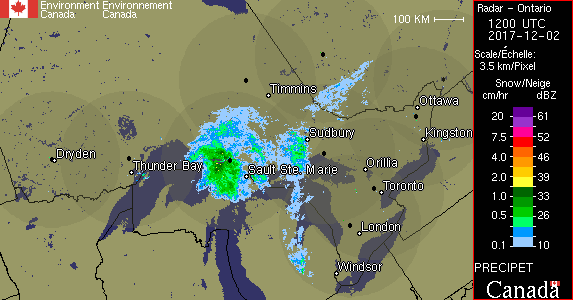 Environment Environnement
Canada Canada
100 KM
Timmins
Ottawa
Sudbury
Kingston
Dryden
Thunder Bay
Sault Ste. Marie
Orillia
Toronto
London
Windsor
Radar - Ontario
1200 UTC
2017-12-02
Scale/Échelle:
3.5 km/Pixel
Snow/Neige
cm/hr dBZ
20 61
7.5 52
4.0 46
2.0 39
1.0 33
0.5 26
0.1 10
PRECIPET
Canada